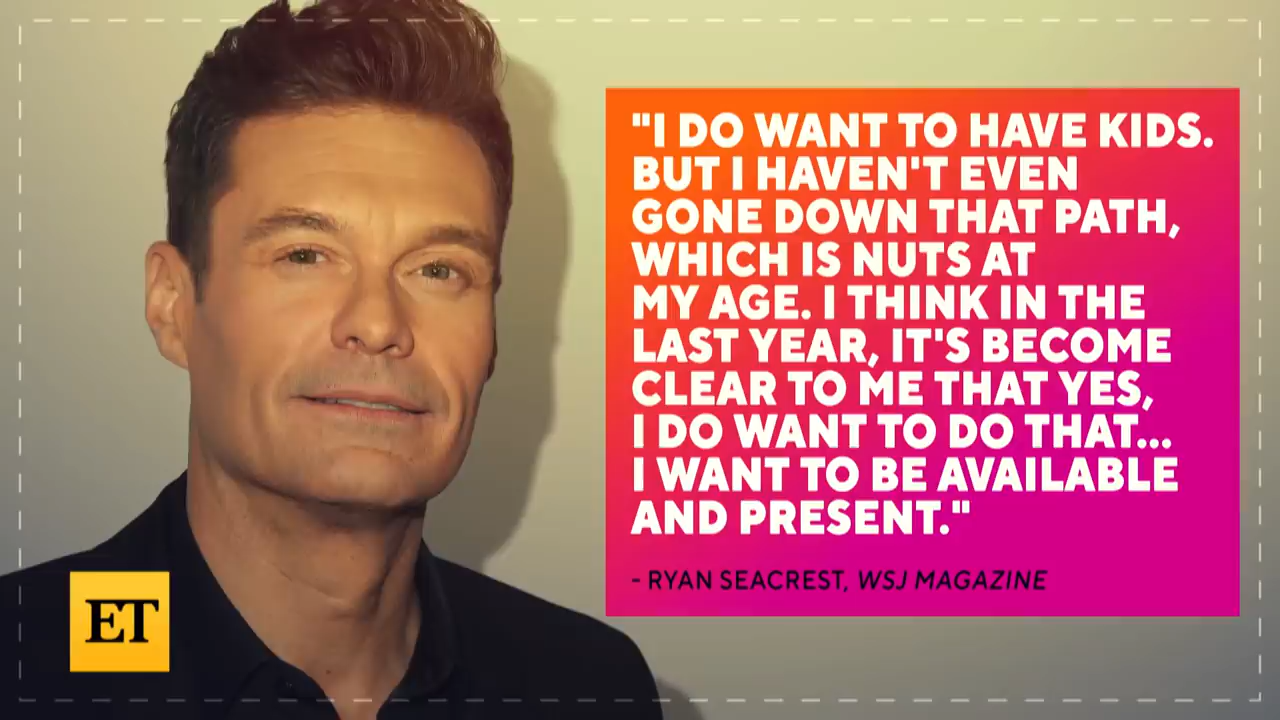 "I DO WANT TO HAVE KIDS.
BUT I HAVEN'T EVEN
GONE DOWN THAT PATH,
WHICH IS NUTS AT
MY AGE. I THINK IN THE
LAST YEAR, IT'S BECOME
CLEAR TO ME THAT YES,
I DO WANT TO DO THAT...
I WANT TO BE AVAILABLE
AND PRESENT."
- RYAN SEACREST, WSJ MAGAZINE
ET